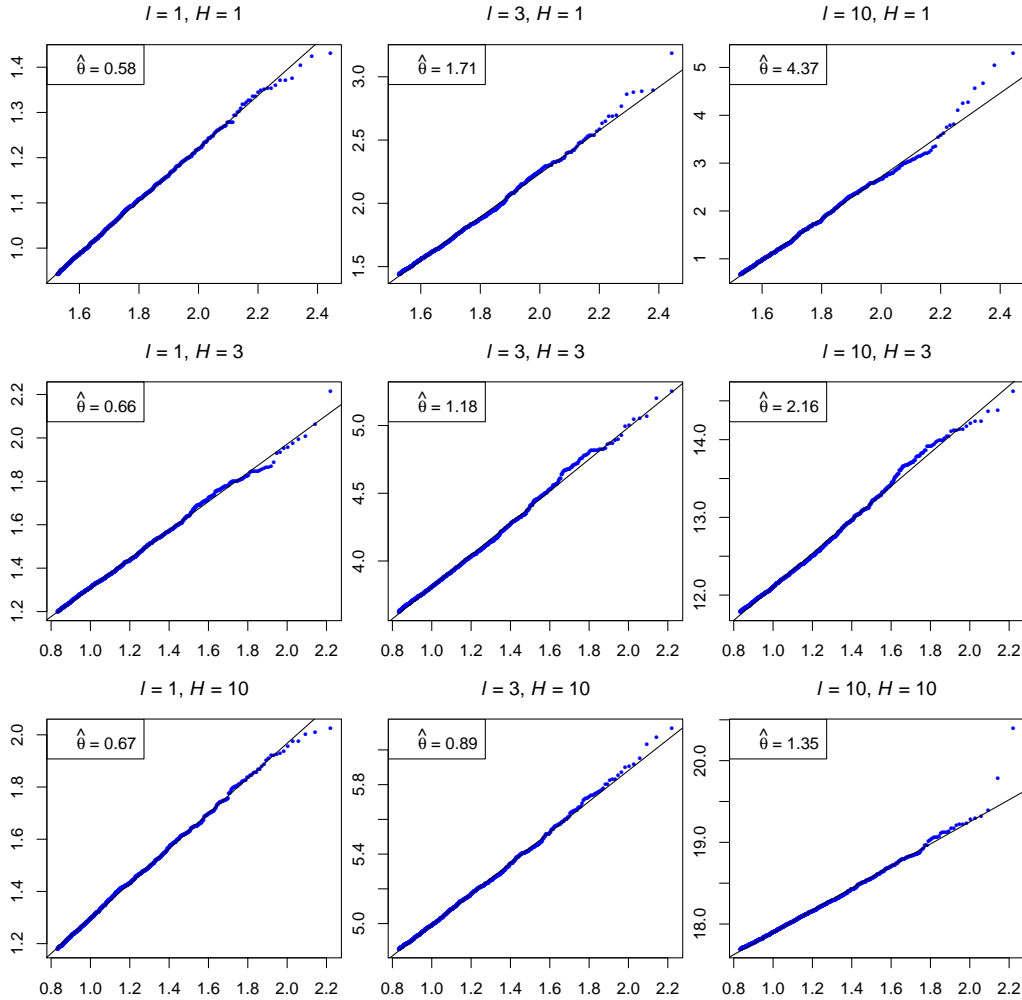 l = 1, H = 1
l = 3, H = 1
l = 10, H = 1
θ̂ = 0.58
θ̂ = 1.71
θ̂ = 4.37
1.0 1.1 1.2 1.3 1.4
1.5 2.0 2.5 3.0
1 2 3 4 5
1.6 1.8 2.0 2.2 2.4
1.6 1.8 2.0 2.2 2.4
1.6 1.8 2.0 2.2 2.4
l = 1, H = 3
l = 3, H = 3
l = 10, H = 3
θ̂ = 0.66
θ̂ = 1.18
θ̂ = 2.16
1.2 1.4 1.6 1.8 2.0 2.2
4.0 4.5 5.0
12.0 13.0 14.0
0.8 1.0 1.2 1.4 1.6 1.8 2.0 2.2
0.8 1.0 1.2 1.4 1.6 1.8 2.0 2.2
0.8 1.0 1.2 1.4 1.6 1.8 2.0 2.2
l = 1, H = 10
l = 3, H = 10
l = 10, H = 10
θ̂ = 0.67
θ̂ = 0.89
θ̂ = 1.35
1.2 1.4 1.6 1.8 2.0
5.0 5.4 5.8
18.0 19.0 20.0
0.8 1.0 1.2 1.4 1.6 1.8 2.0 2.2
0.8 1.0 1.2 1.4 1.6 1.8 2.0 2.2
0.8 1.0 1.2 1.4 1.6 1.8 2.0 2.2